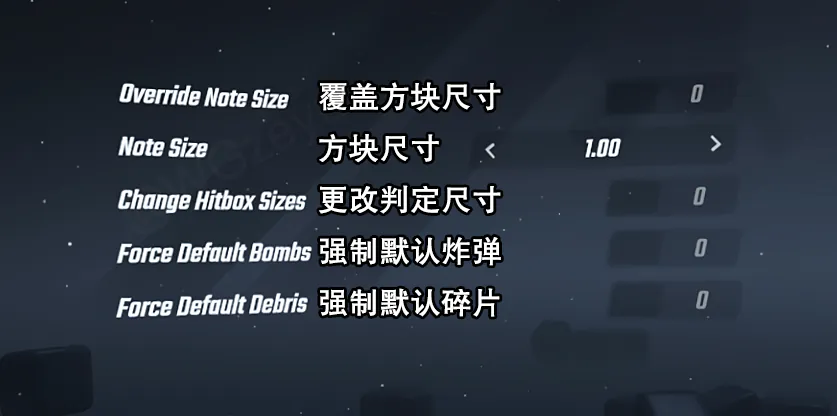 Override Note Size 覆盖方块尺寸 0
Note Size 方块尺寸 < 1.00 >
Change Hitbox Sizes 更改判定尺寸 0
Force Default Bombs 强制默认炸弹 0
Force Default Debris 强制默认碎片 0